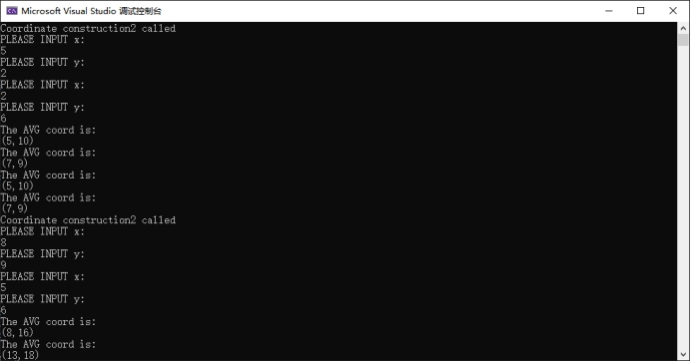 Microsoft Visual Studio 调试控制台
Coordinate construction2 called
PLEASE INPUT x:
5
PLEASE INPUT y:
2
PLEASE INPUT x:
2
PLEASE INPUT y:
6
The AVG coord is:
(5,10)
The AVG coord is:
(7,9)
The AVG coord is:
(5,10)
The AVG coord is:
(7,9)
Coordinate construction2 called
PLEASE INPUT x:
8
PLEASE INPUT y:
9
PLEASE INPUT x:
5
PLEASE INPUT y:
6
The AVG coord is:
(8,16)
The AVG coord is:
(13,18)